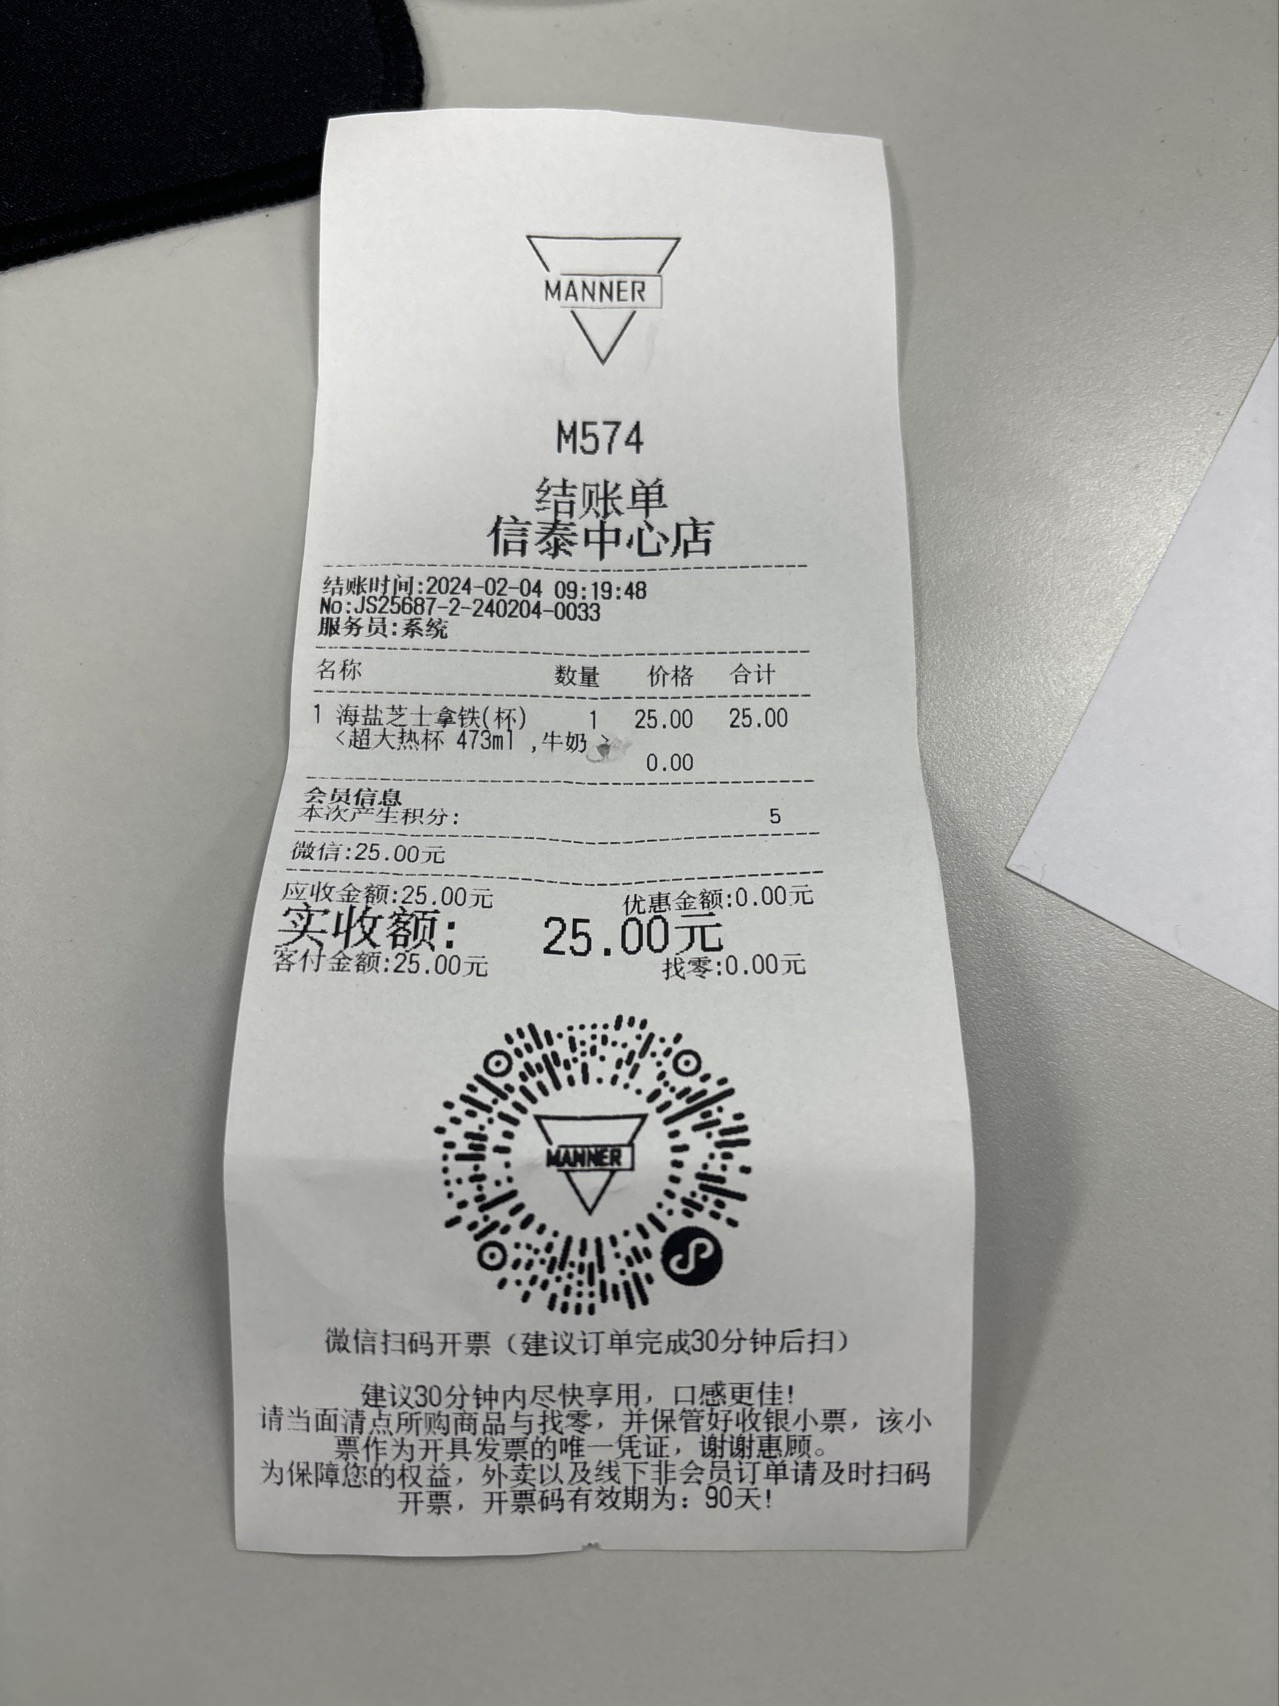 MANNER
M574
结账单
信泰中心店
结账时间:2024-02-04 09:19:48
No:JS25687-2-240204-0033
服务员:系统
名称 数量 价格 合计
1 海盐芝士拿铁(杯) 1 25.00 25.00
<超大热杯 473ml ,牛奶 >
0.00
会员信息
本次产生积分: 5
微信:25.00元
应收金额:25.00元 优惠金额:0.00元
实收额: 25.00元
客付金额:25.00元 找零:0.00元
MANNER
微信扫码开票（建议订单完成30分钟后扫）
建议30分钟内尽快享用，口感更佳!
请当面清点所购商品与找零，并保管好收银小票，该小
票作为开具发票的唯一凭证，谢谢惠顾。
为保障您的权益，外卖以及线下非会员订单请及时扫码
开票，开票码有效期为：90天!